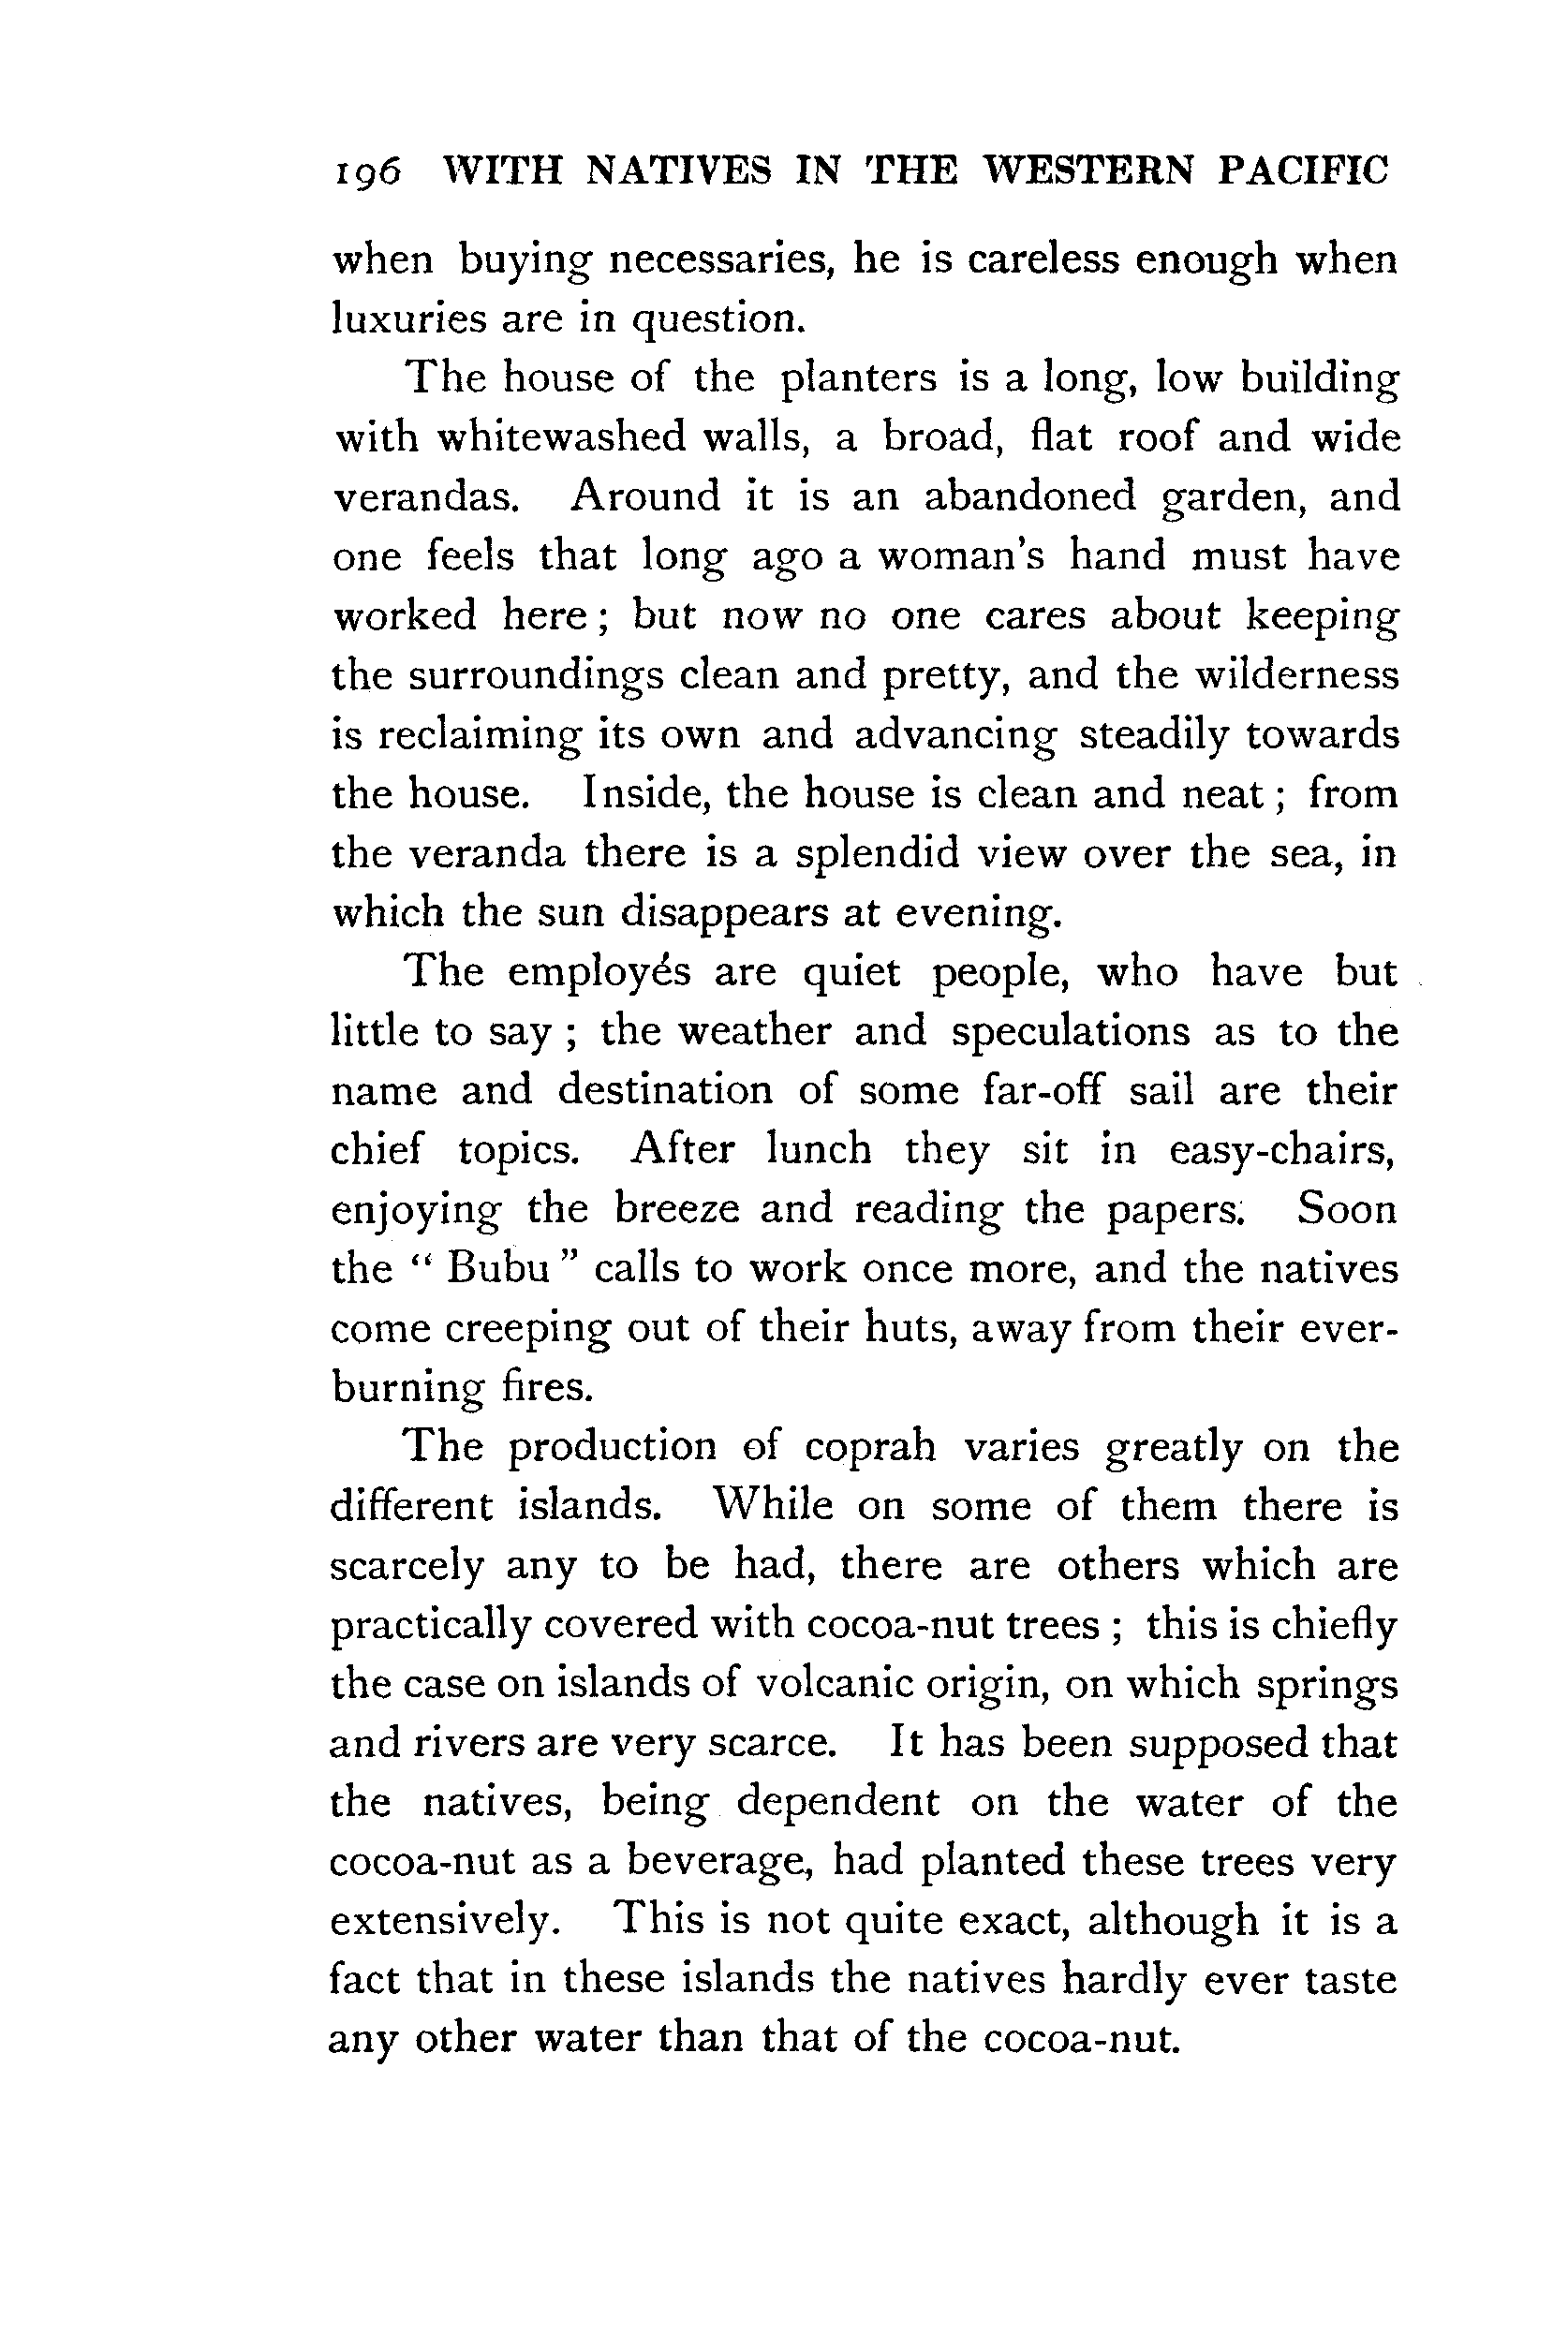 196 WITH NATIVES IN THE WESTERN PACIFIC
when buying necessaries, he is careless enough when
luxuries are in question.
The house of the planters is a long, low building
with whitewashed walls, a broad, flat roof and wide
verandas. Around it is an abandoned garden, and
one feels that long ago a woman's hand must have
worked here; but now no one cares about keeping
the surroundings clean and pretty, and the wilderness
is reclaiming its own and advancing steadily towards
the house. Inside, the house is clean and neat; from
the veranda there is a splendid view over the sea, in
which the sun disappears at evening.
The employés are quiet people, who have but
little to say; the weather and speculations as to the
name and destination of some far-off sail are their
chief topics. After lunch they sit in easy-chairs,
enjoying the breeze and reading the papers. Soon
the "Bubu" calls to work once more, and the natives
come creeping out of their huts, away from their ever-
burning fires.
The production of coprah varies greatly on the
different islands. While on some of them there is
scarcely any to be had, there are others which are
practically covered with cocoa-nut trees; this is chiefly
the case on islands of volcanic origin, on which springs
and rivers are very scarce. It has been supposed that
the natives, being dependent on the water of the
cocoa-nut as a beverage, had planted these trees very
extensively. This is not quite exact, although it is a
fact that in these islands the natives hardly ever taste
any other water than that of the cocoa-nut.